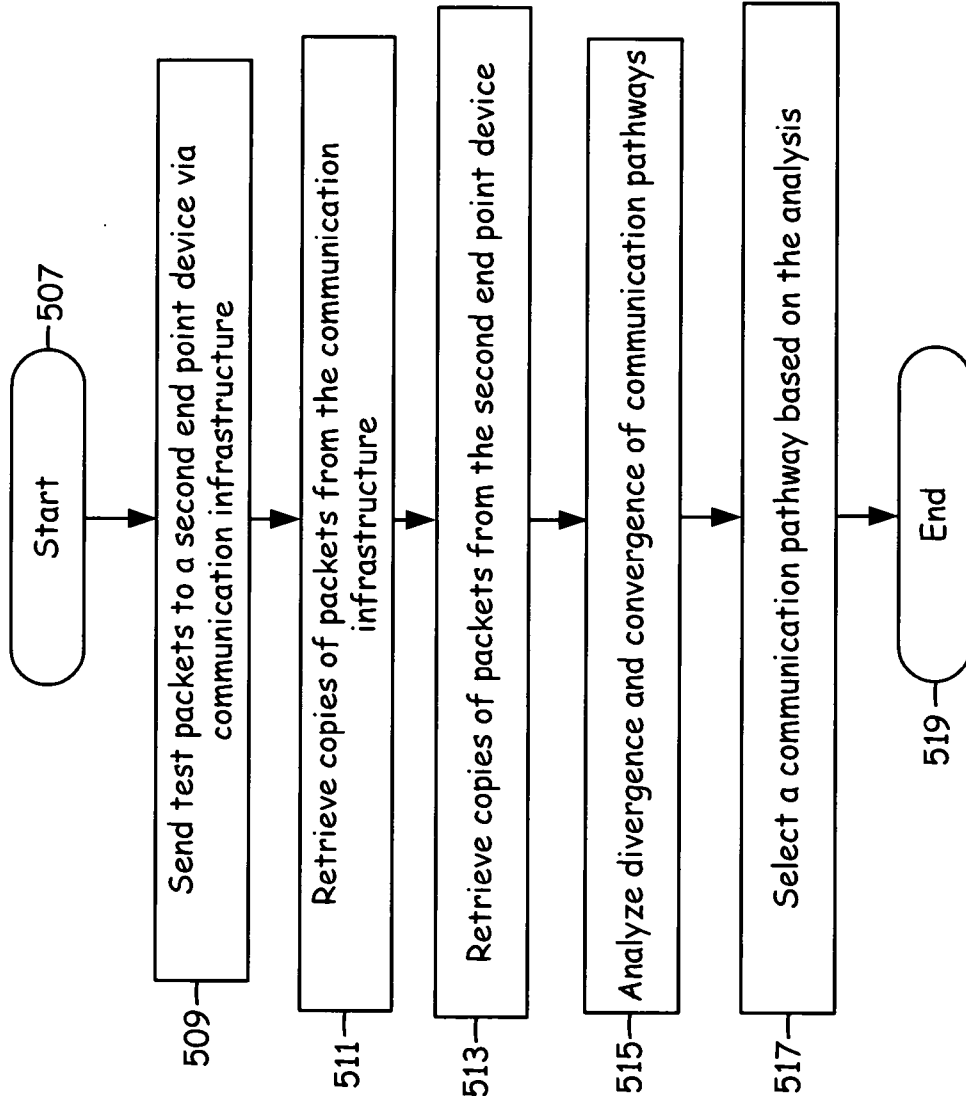 Start
507
Send test packets to a second end point device via
communication infrastructure
509
Retrieve copies of packets from the communication
infrastructure
511
Retrieve copies of packets from the second end point device
513
Analyze divergence and convergence of communication pathways
515
Select a communication pathway based on the analysis
517
End
519